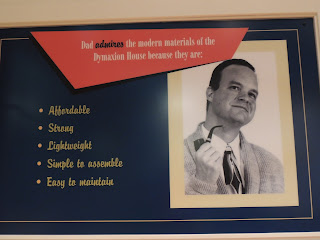 Dad admires the modern materials of the
Dymaxion House because they are:
• Affordable
• Strong
• Lightweight
• Simple to assemble
• Easy to maintain